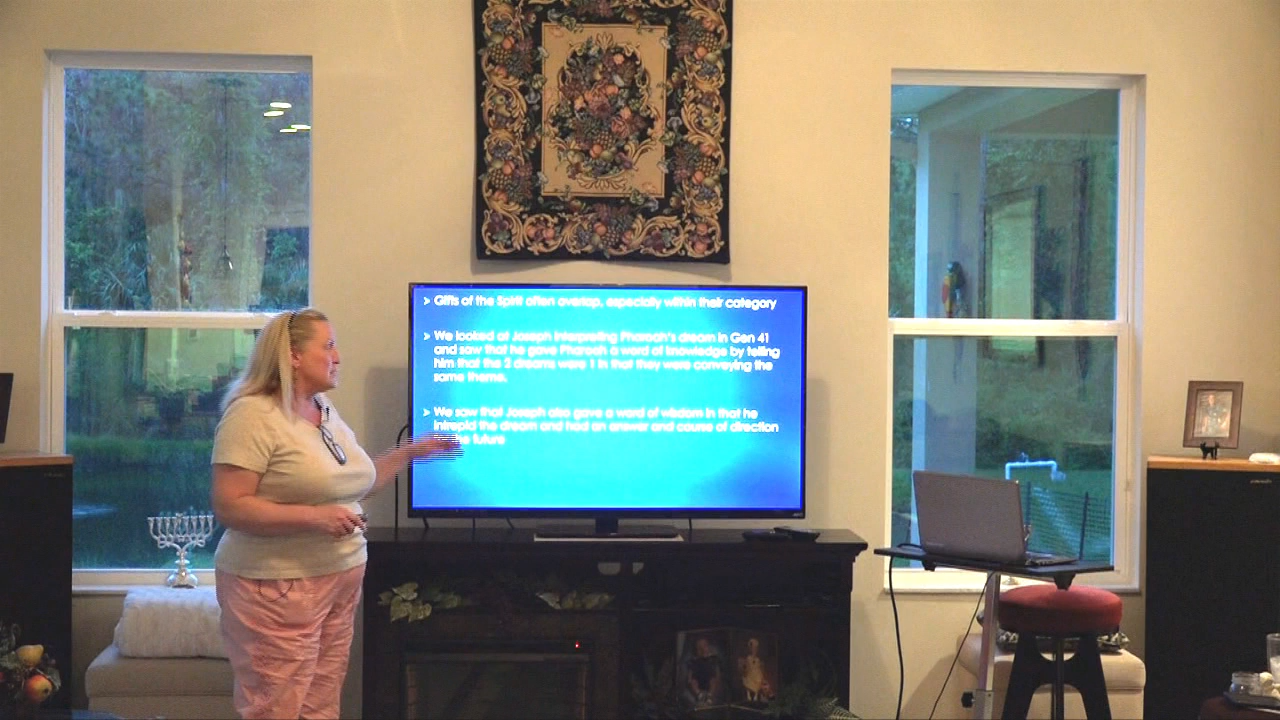 ➢ Gifts of the Spirit often overlap, especially within their category
➢ We looked at Joseph interpreting Pharoah's dream in Gen 41
and saw that he gave Pharoah a word of knowledge by telling
him that the 2 dreams were 1 in that they were conveying the
same theme.
➢ We saw that Joseph also gave a word of wisdom in that he
intrepid the dream and had an answer and cause of direction
future